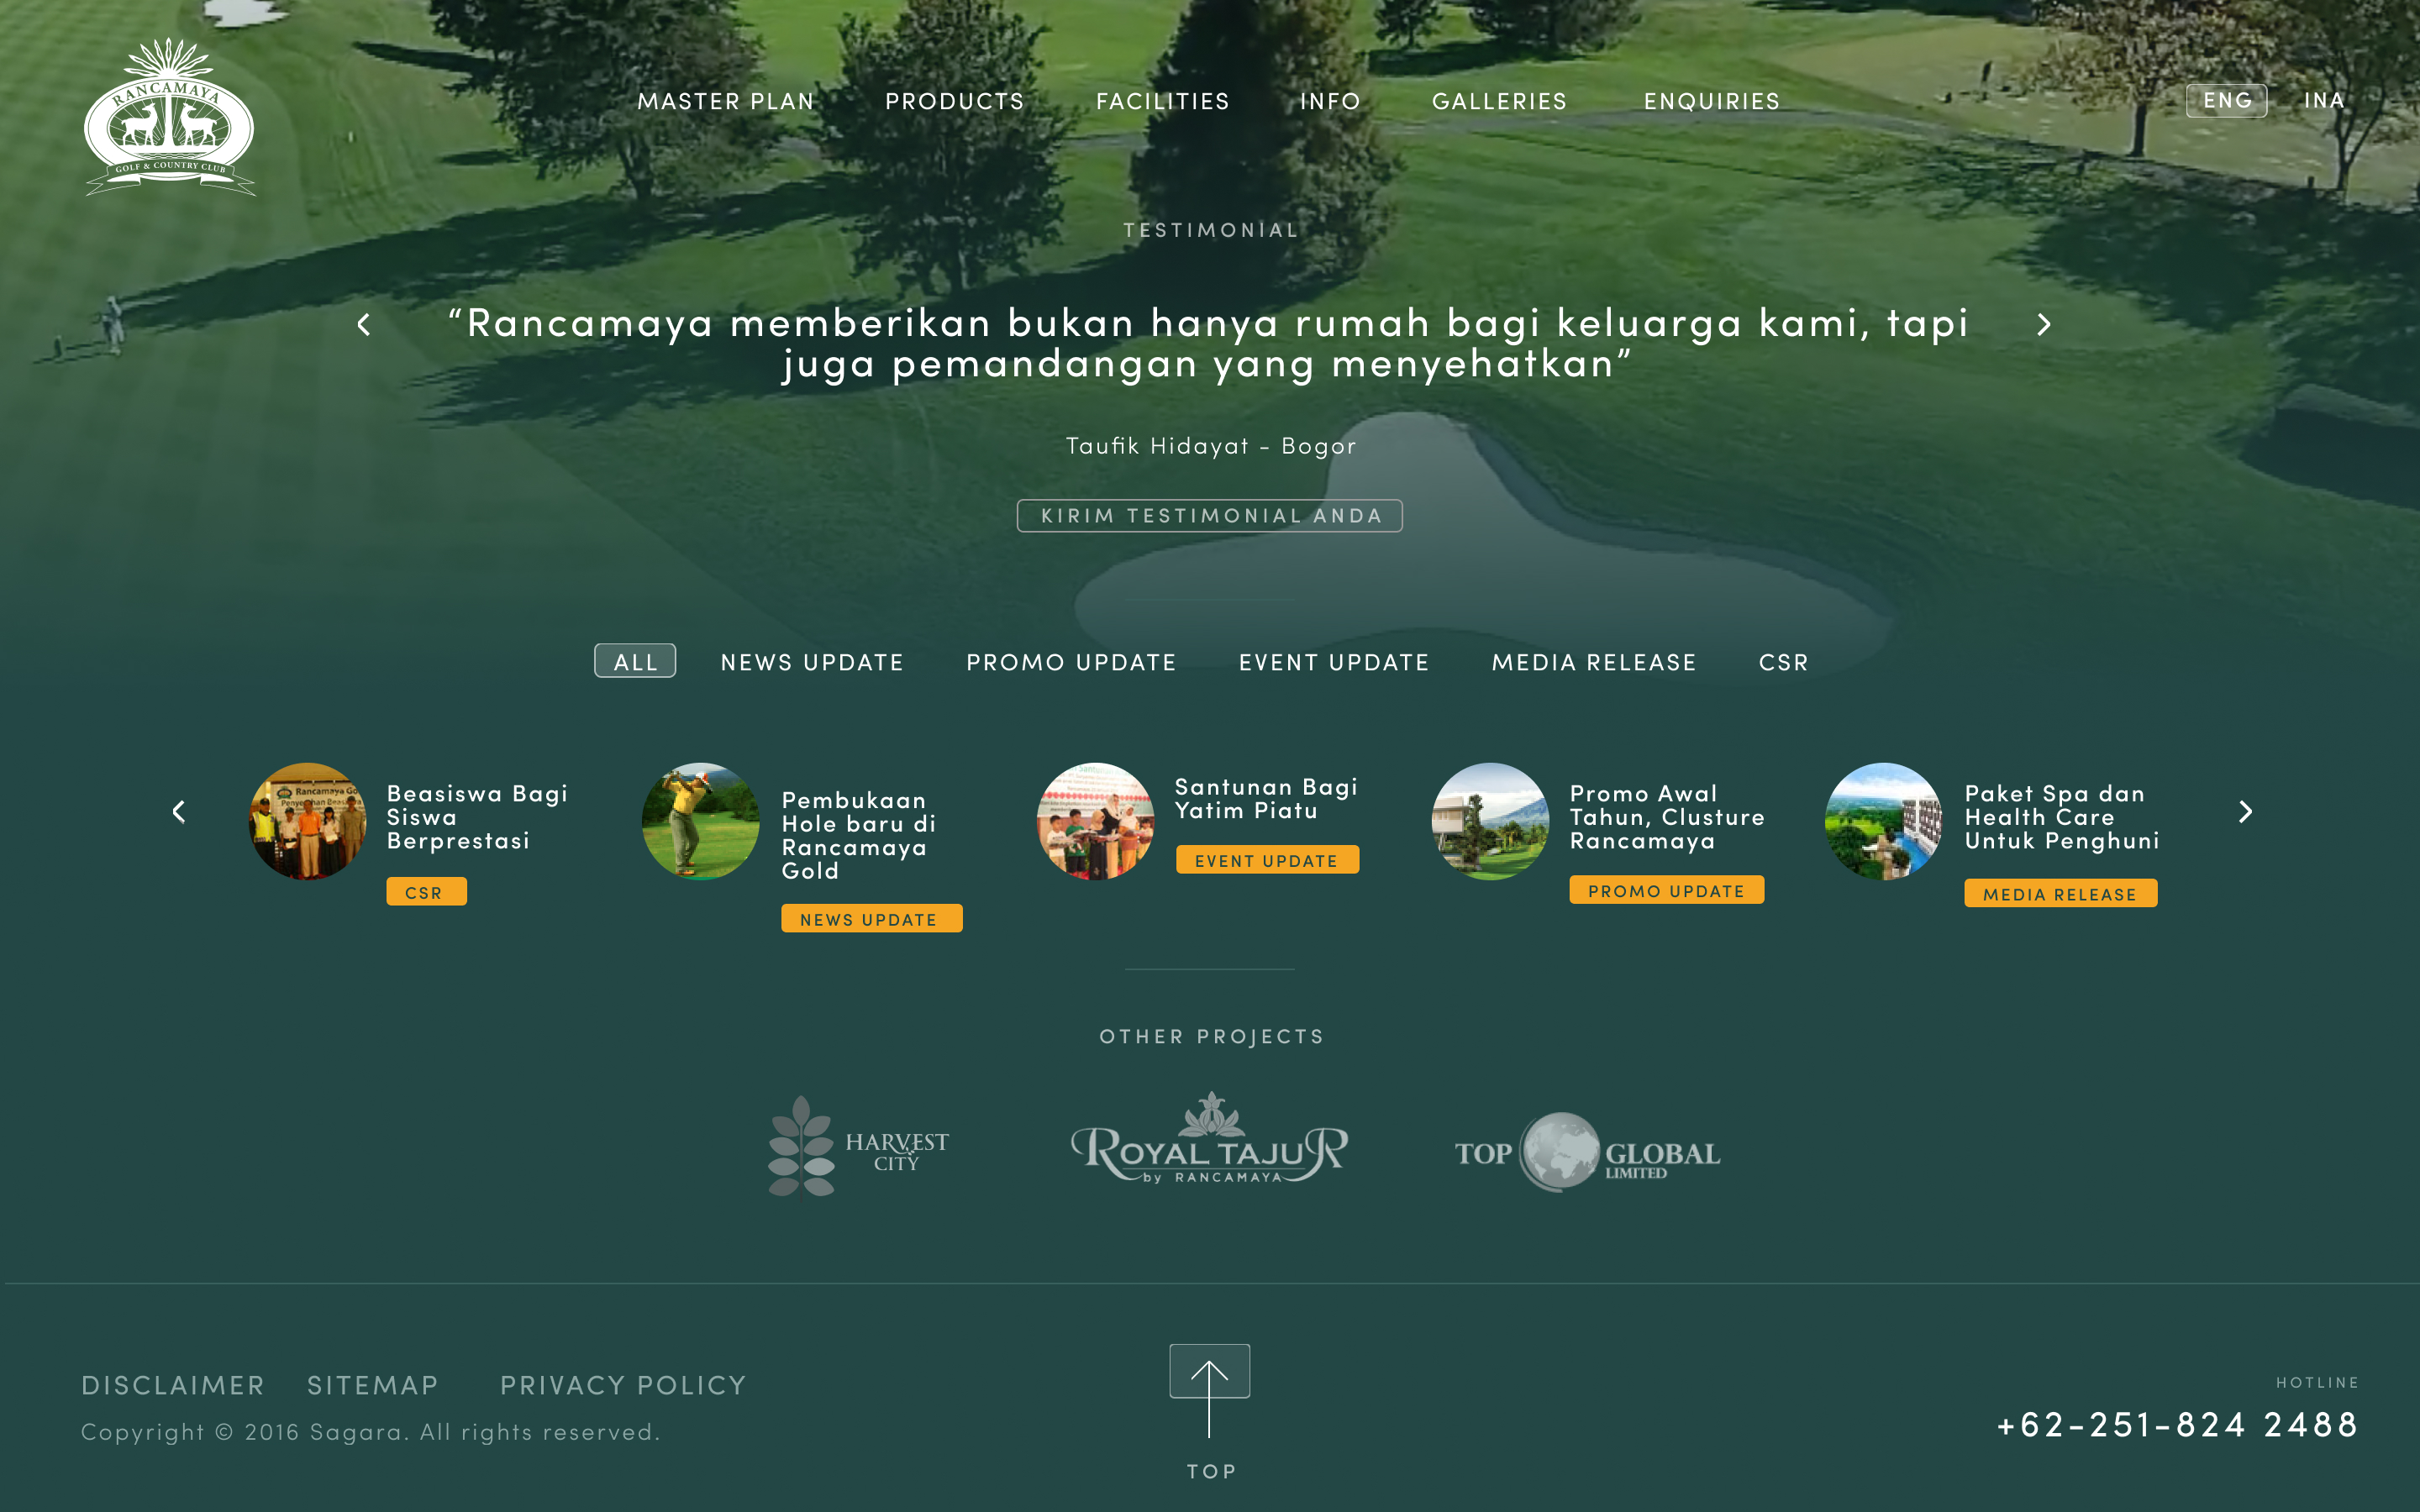 RANCAMAYA
GOLF & COUNTRY CLUB
MASTER PLAN
PRODUCTS
FACILITIES
INFO
GALLERIES
ENQUIRIES
ENG
INA
TESTIMONIAL
“Rancamaya memberikan bukan hanya rumah bagi keluarga kami, tapi
juga pemandangan yang menyehatkan”
Taufik Hidayat - Bogor
KIRIM TESTIMONIAL ANDA
ALL
NEWS UPDATE
PROMO UPDATE
EVENT UPDATE
MEDIA RELEASE
CSR
Beasiswa Bagi
Siswa
Berprestasi
CSR
Pembukaan
Hole baru di
Rancamaya
Gold
NEWS UPDATE
Santunan Bagi
Yatim Piatu
EVENT UPDATE
Promo Awal
Tahun, Clusture
Rancamaya
PROMO UPDATE
Paket Spa dan
Health Care
Untuk Penghuni
MEDIA RELEASE
OTHER PROJECTS
HARVEST
CITY
ROYAL TAJUR
by RANCAMAYA
TOP GLOBAL
LIMITED
DISCLAIMER
SITEMAP
PRIVACY POLICY
Copyright © 2016 Sagara. All rights reserved.
TOP
HOTLINE
+62-251-824 2488